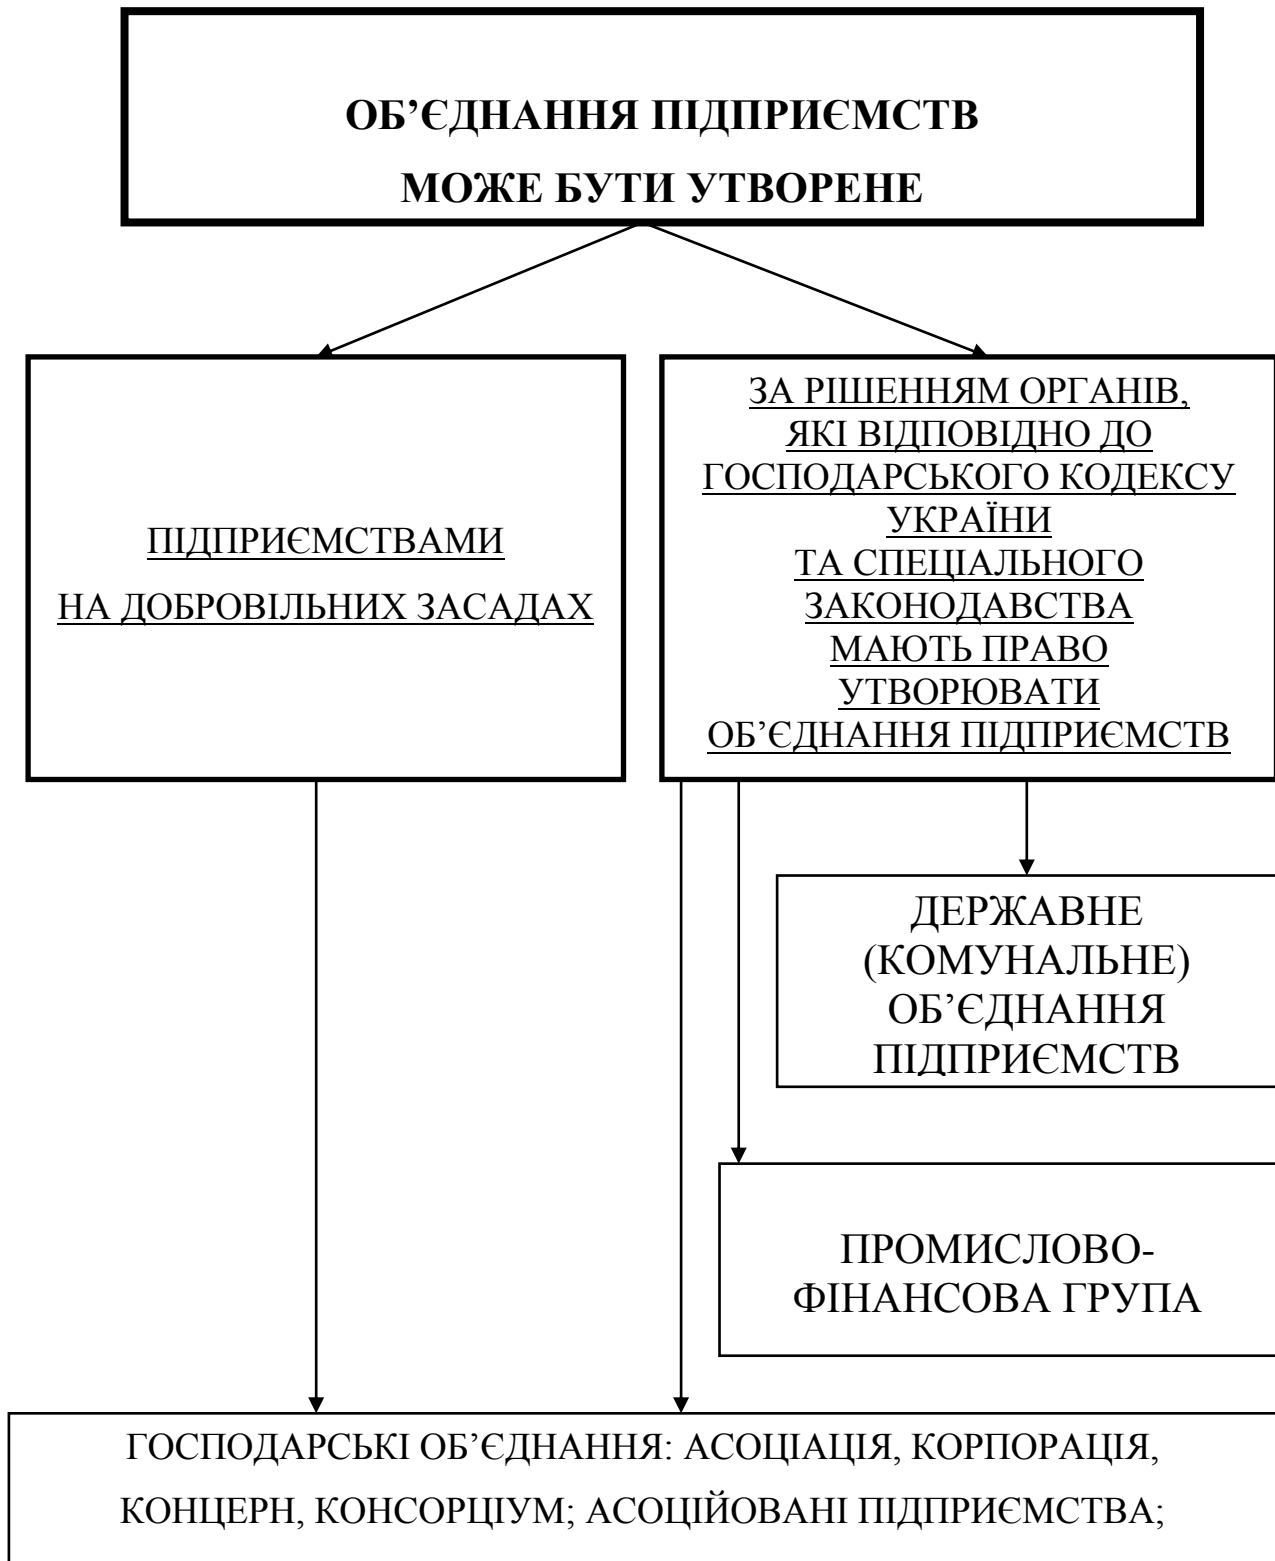 ОБ’ЄДНАННЯ ПІДПРИЄМСТВ
МОЖЕ БУТИ УТВОРЕНЕ
ПІДПРИЄМСТВАМИ
НА ДОБРОВІЛЬНИХ ЗАСАДАХ
ЗА РІШЕННЯМ ОРГАНІВ,
ЯКІ ВІДПОВІДНО ДО
ГОСПОДАРСЬКОГО КОДЕКСУ
УКРАЇНИ
ТА СПЕЦІАЛЬНОГО
ЗАКОНОДАВСТВА
МАЮТЬ ПРАВО
УТВОРЮВАТИ
ОБ’ЄДНАННЯ ПІДПРИЄМСТВ
ДЕРЖАВНЕ
(КОМУНАЛЬНЕ)
ОБ’ЄДНАННЯ
ПІДПРИЄМСТВ
ПРОМИСЛОВО-
ФІНАНСОВА ГРУПА
ГОСПОДАРСЬКІ ОБ’ЄДНАННЯ: АСОЦІАЦІЯ, КОРПОРАЦІЯ,
КОНЦЕРН, КОНСОРЦІУМ; АСОЦІЙОВАНІ ПІДПРИЄМСТВА;